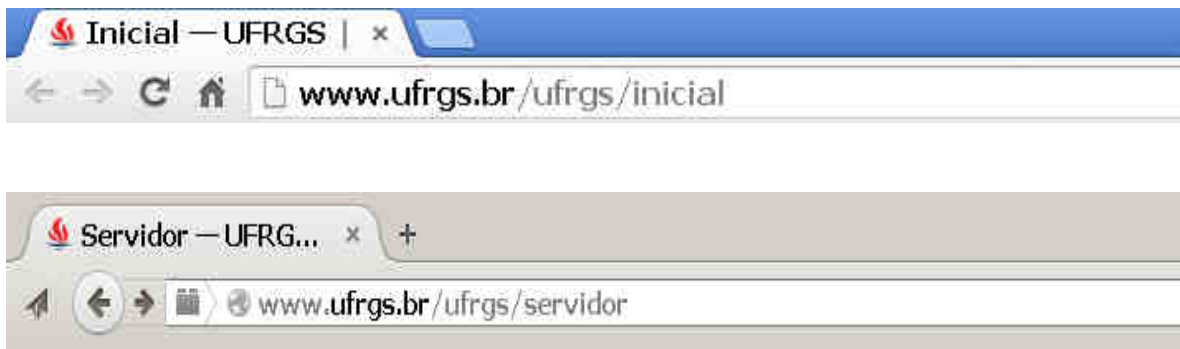 Inicial — UFRGS |
www.ufrgs.br/ufrgs/inicial
Servidor — UFRG...
www.ufrgs.br/ufrgs/servidor